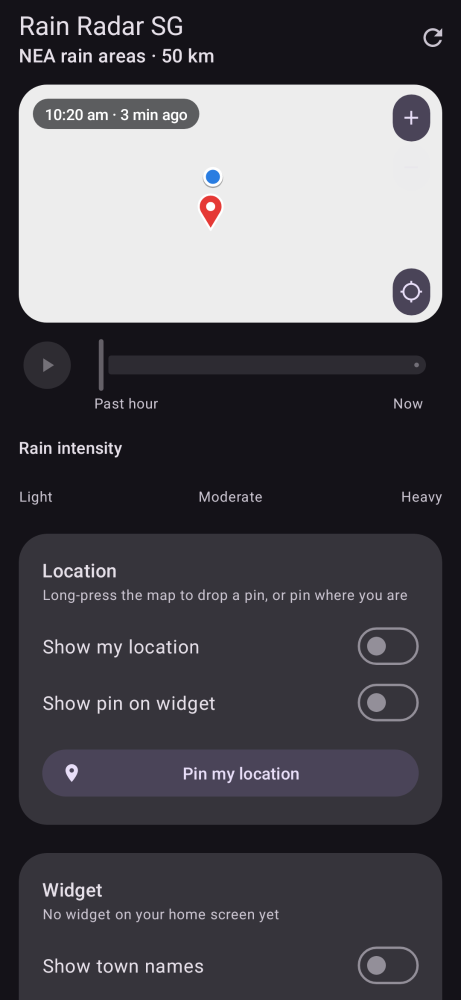 Rain Radar SG
NEA rain areas · 50 km
10:20 am · 3 min ago
Past hour
Now
Rain intensity
Light
Moderate
Heavy
Location
Long-press the map to drop a pin, or pin where you are
Show my location
Show pin on widget
Pin my location
Widget
No widget on your home screen yet
Show town names